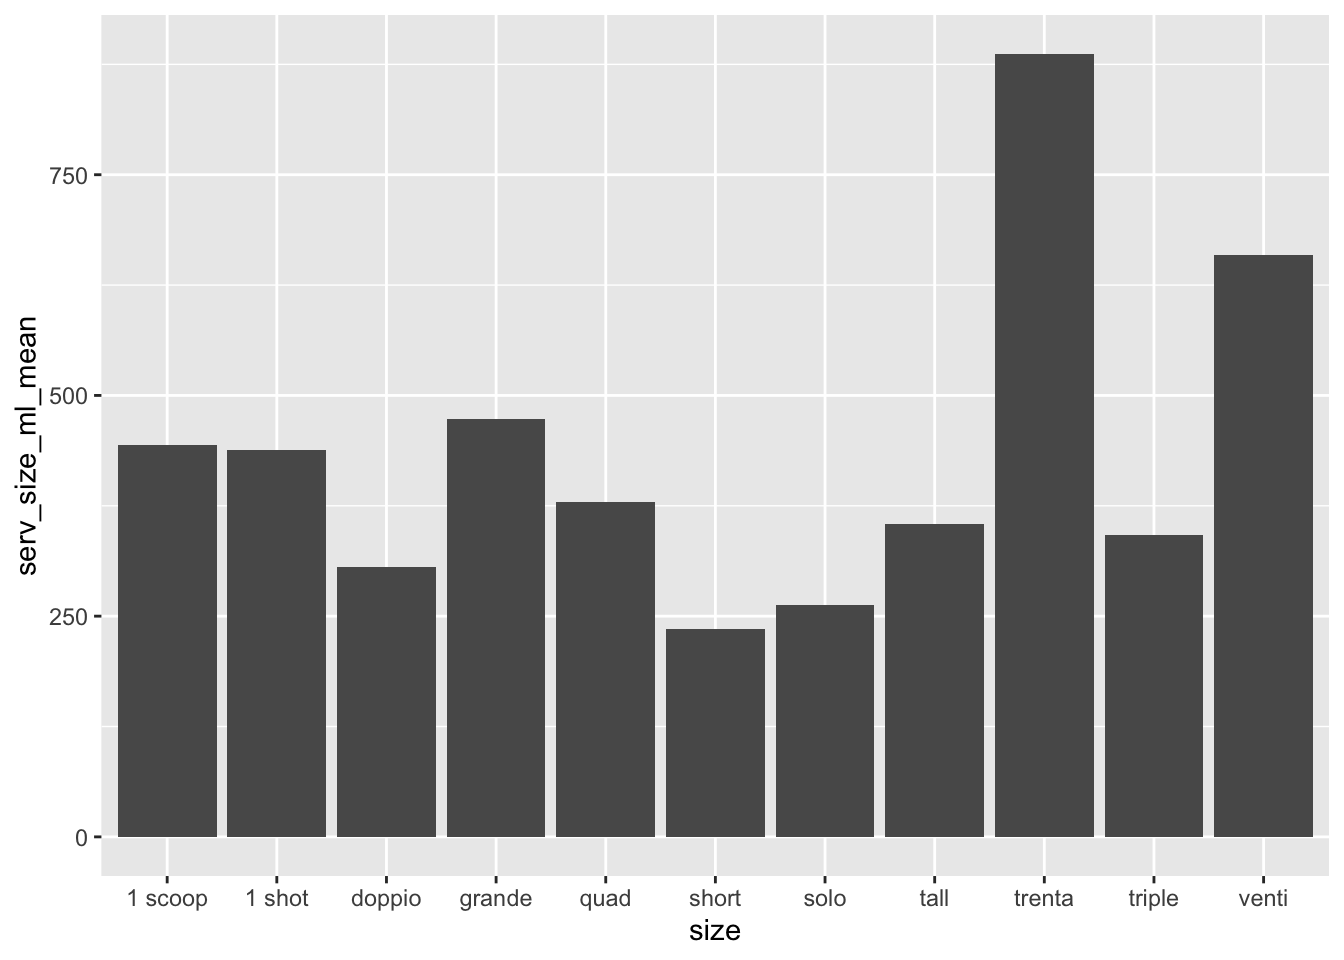 serv_size_ml_mean
750
500
250
0
1 scoop 1 shot doppio grande quad short solo tall trenta triple venti
size